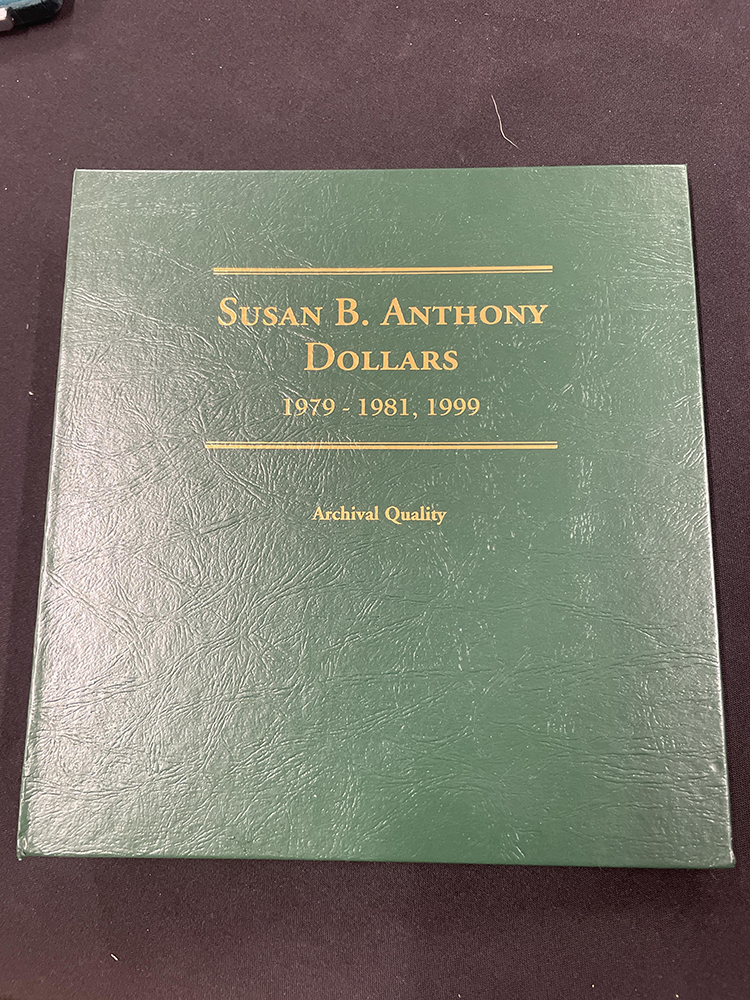 SUSAN B. ANTHONY
DOLLARS
1979 - 1981, 1999
Archival Quality